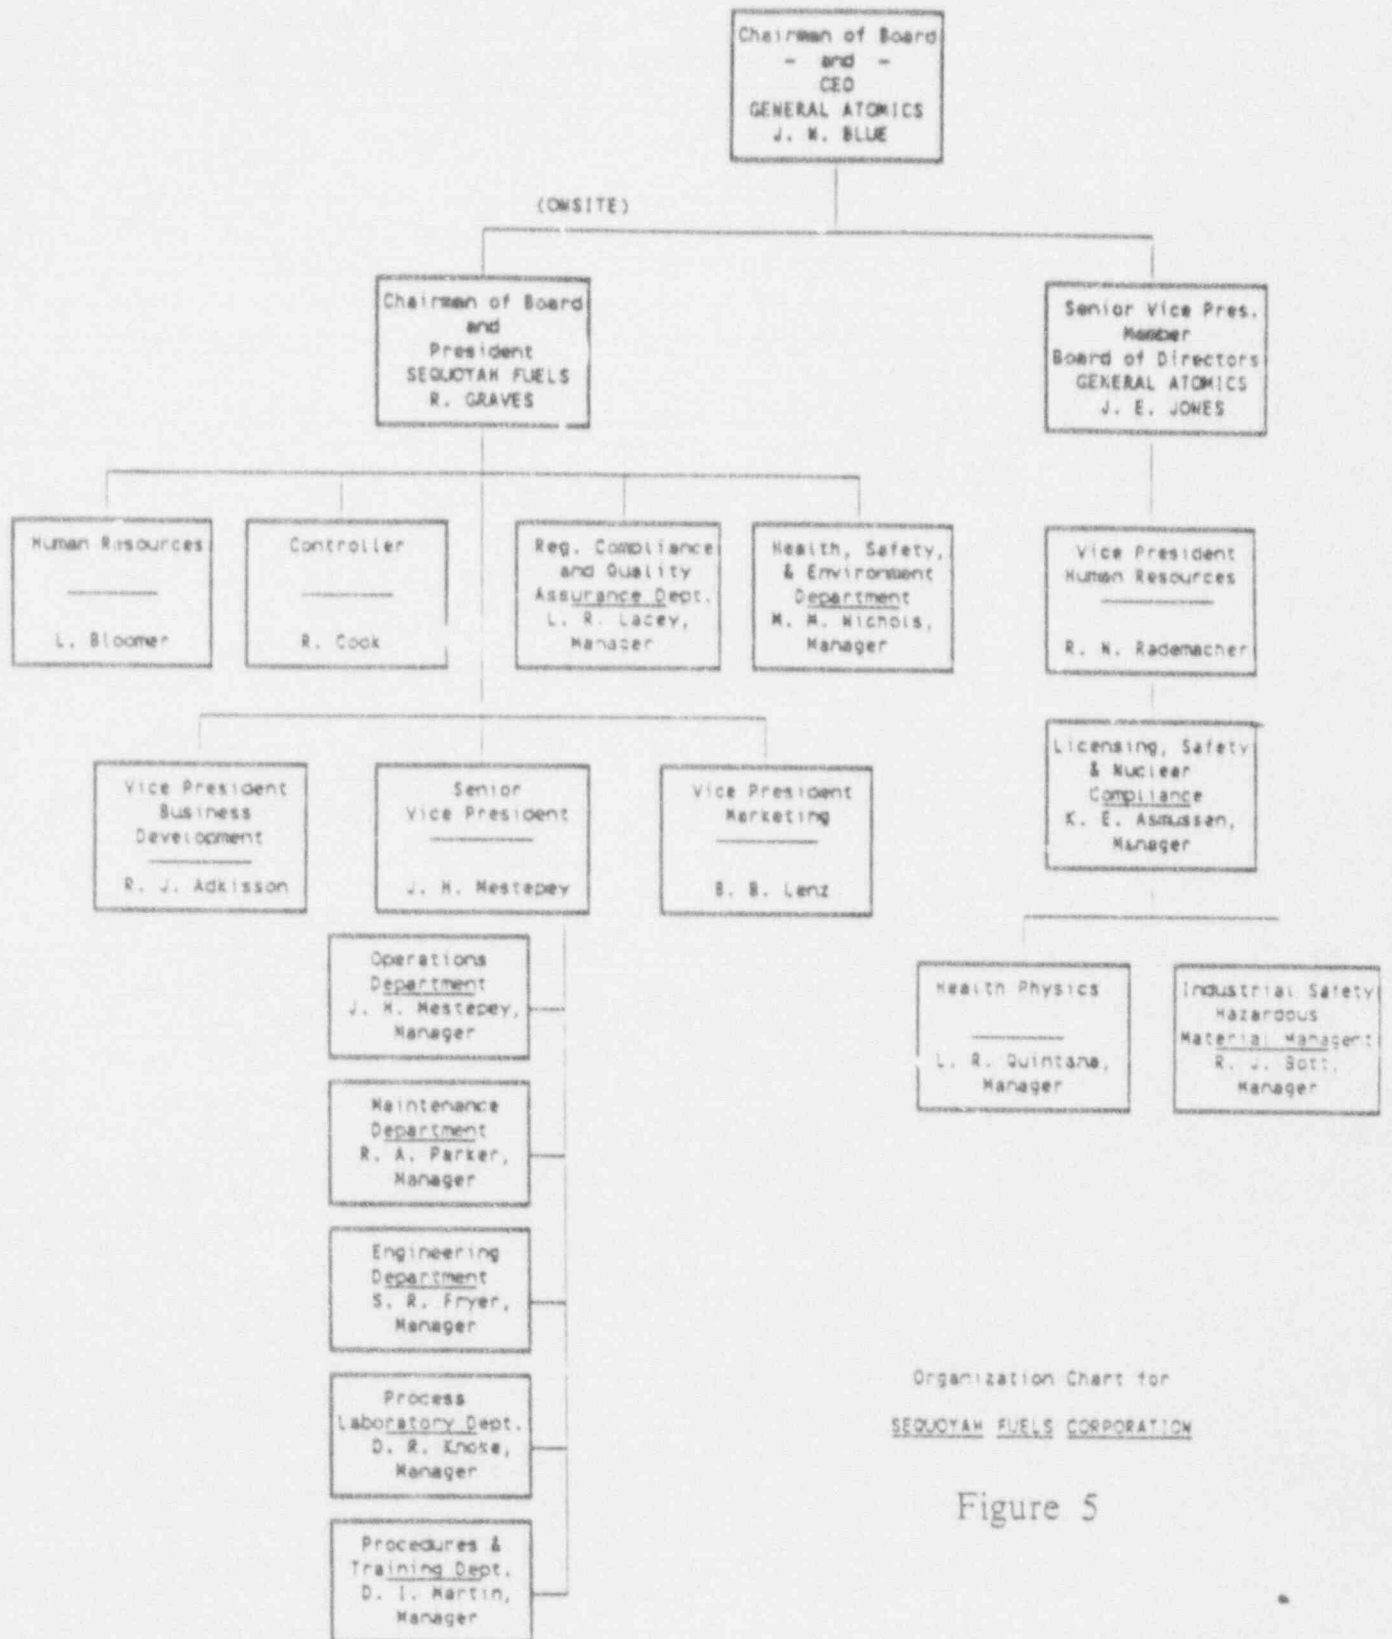 Chairman of Board
- and -
CEO
GENERAL ATOMICS
J. N. BLUE
(ONSITE)
Chairman of Board
and
President
SEQUOYAH FUELS
R. GRAVES
Senior Vice Pres.
Member
Board of Directors
GENERAL ATOMICS
J. E. JONES
Human Resources
L. Bloomer
Controller
R. Cook
Reg. Compliance
and Quality
Assurance Dept.
L. R. Lacey,
Manager
Health, Safety,
& Environment
Department
M. M. Nichols,
Manager
Vice President
Human Resources
R. N. Rademacher
Vice President
Business
Development
R. J. Adkisson
Senior
Vice President
J. H. Mestepey
Vice President
Marketing
B. B. Lenz
Licensing, Safety
& Nuclear
Compliance
K. E. Asmussen,
Manager
Operations
Department
J. H. Mestepey,
Manager
Health Physics
L. R. Quintana,
Manager
Industrial Safety
Hazardous
Material Managent
R. J. Bott,
Manager
Maintenance
Department
R. A. Parker,
Manager
Engineering
Department
S. R. Fryer,
Manager
Process
Laboratory Dept.
D. R. Knoke,
Manager
Procedures &
Training Dept.
D. I. Martin,
Manager
Organization Chart for
SEQUOYAH FUELS CORPORATION
Figure 5